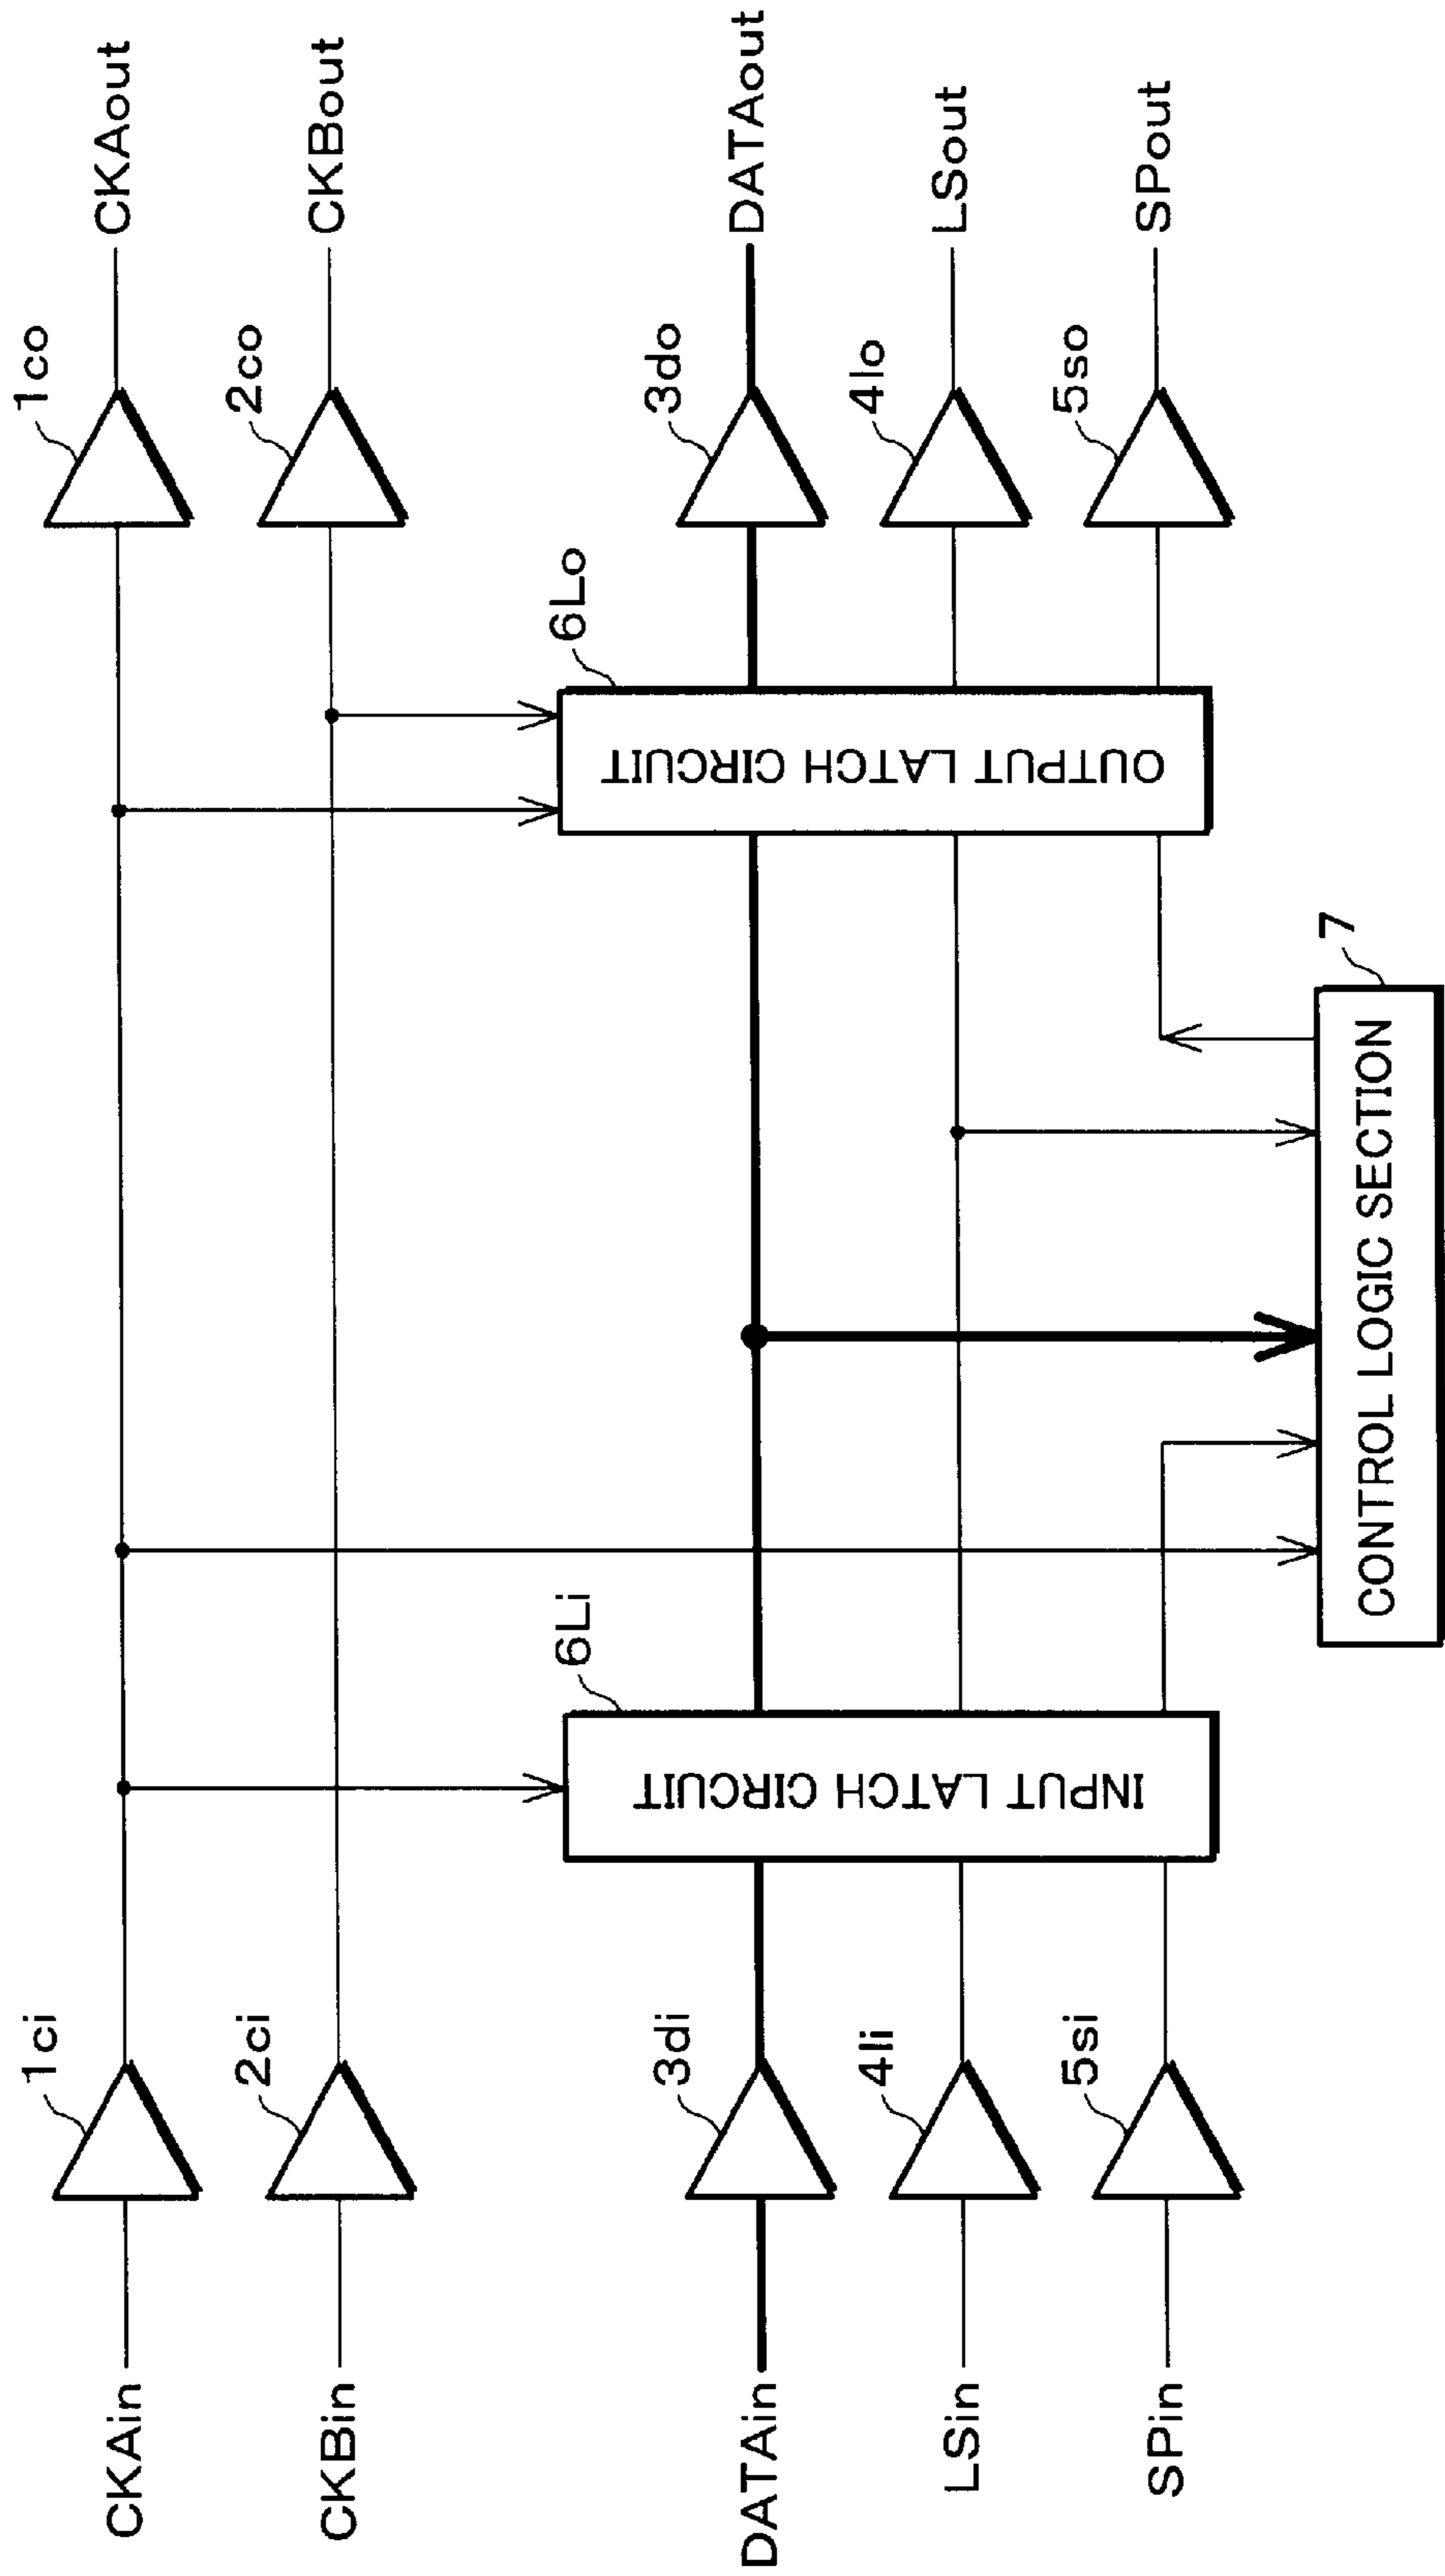 1co
CKAout
2co
CKBout
3do
DATAout
4lo
LSout
5so
SPout
6Lo
OUTPUT LATCH CIRCUIT
7
CONTROL LOGIC SECTION
6Li
INPUT LATCH CIRCUIT
1ci
CKAin
2ci
CKBin
3di
DATAin
4li
LSin
5si
SPin